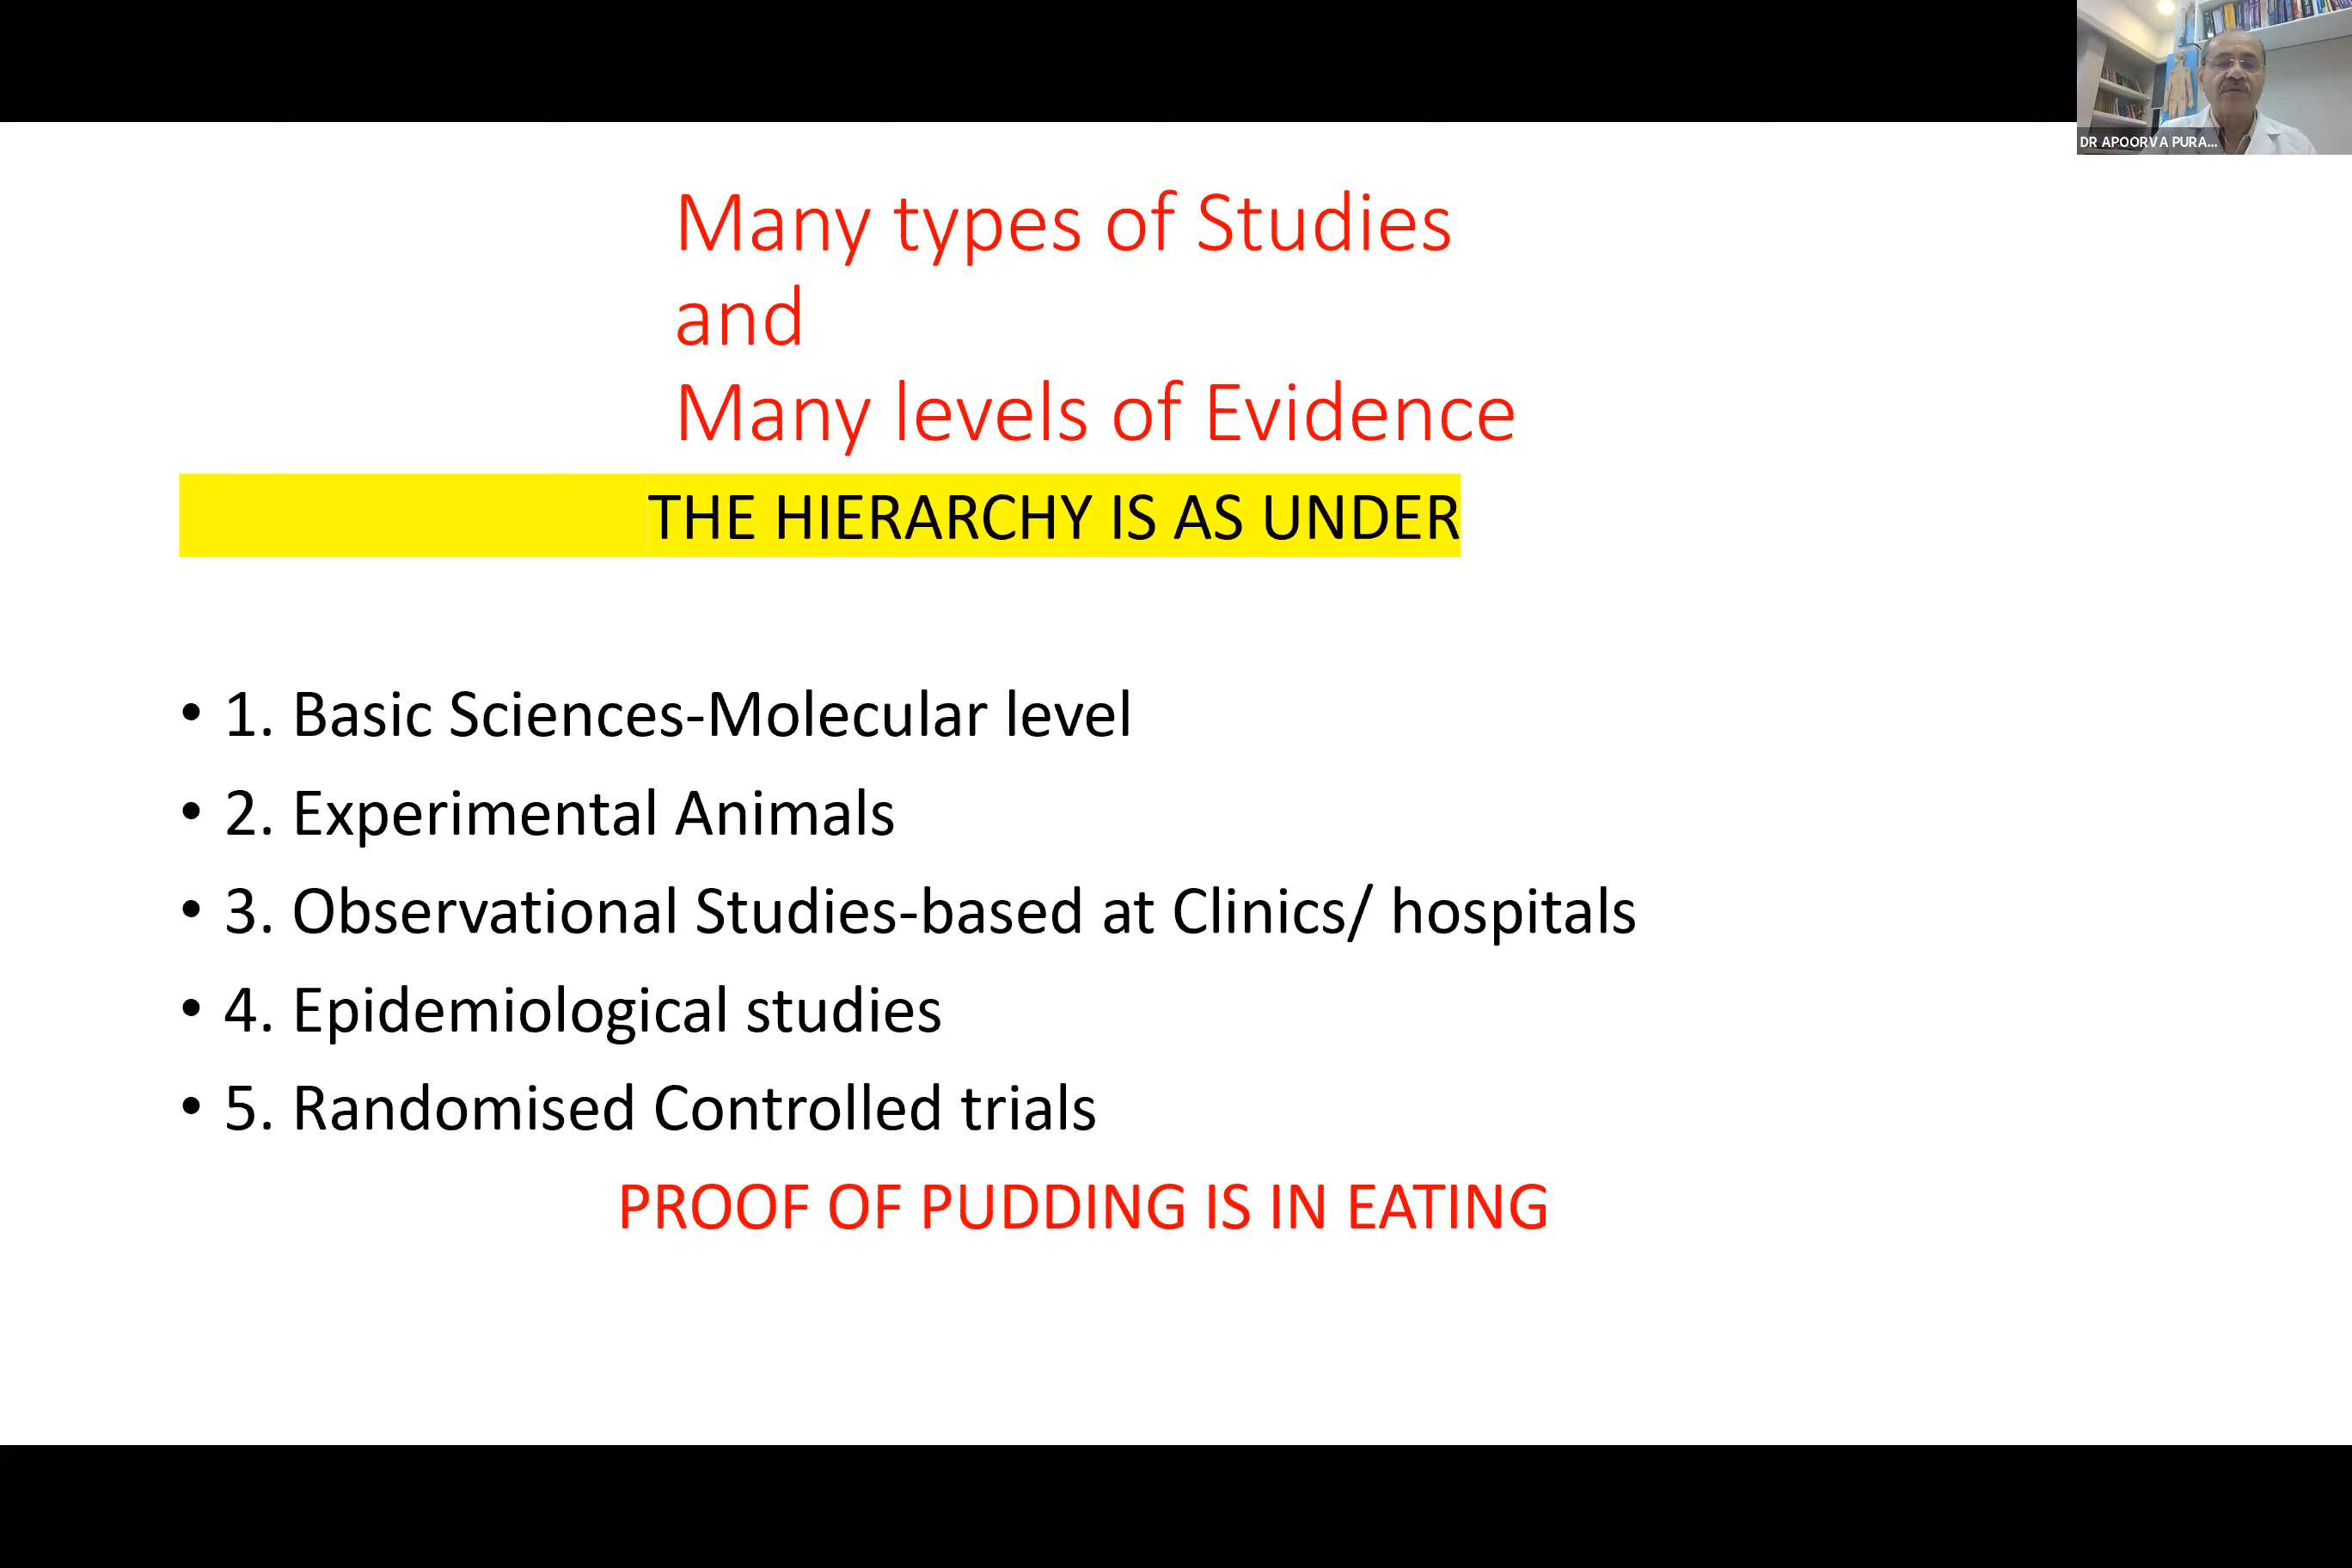 DR APOORVA PURA...
Many types of Studies
and
Many levels of Evidence
THE HIERARCHY IS AS UNDER
• 1. Basic Sciences-Molecular level
• 2. Experimental Animals
• 3. Observational Studies-based at Clinics/ hospitals
• 4. Epidemiological studies
• 5. Randomised Controlled trials
PROOF OF PUDDING IS IN EATING